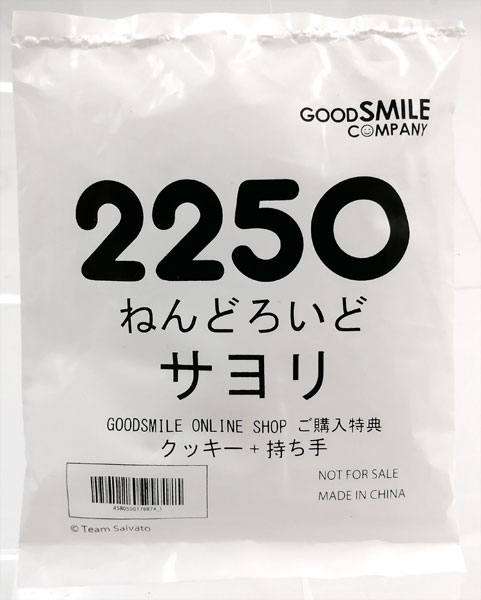 GOODSMILE
COMPANY
2250
ねんどろいど
サヨリ
GOODSMILE ONLINE SHOP ご購入特典
クッキー + 持ち手
NOT FOR SALE
MADE IN CHINA
4580590176874_1
© Team Salvato